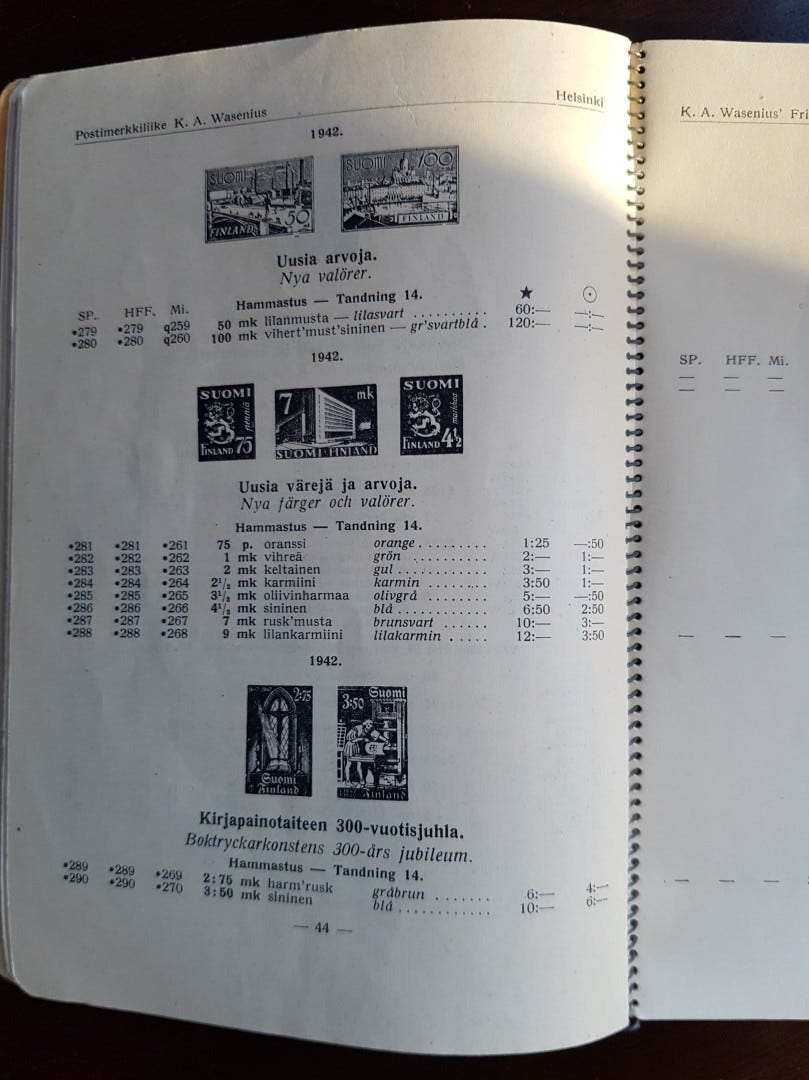 Postimerkkiliike K. A. Wasenius Helsinki
1942.
SUOMI 50 FINLAND
SUOMI 100 FINLAND
Uusia arvoja.
Nya valörer.
Hammastus — Tandning 14.
SP. HFF. Mi. ★ ⊙
•279 •279 q259 50 mk lilanmusta — lilasvart .......... 60:— —:—
•280 •280 q260 100 mk vihert'must'sininen — gr'svartblå . 120:— —:—
1942.
SUOMI penniä FINLAND 75
7 mk SUOMI-FINLAND
SUOMI markkaa FINLAND 4½
Uusia värejä ja arvoja.
Nya färger och valörer.
Hammastus — Tandning 14.
•281 •281 •261 75 p. oranssi orange......... 1:25 —:50
•282 •282 •262 1 mk vihreä grön ........... 2:— 1:—
•283 •283 •263 2 mk keltainen gul ............ 3:— 1:—
•284 •284 •264 2½ mk karmiini karmin ........ 3:50 1:—
•285 •285 •265 3½ mk oliivinharmaa olivgrå ........ 5:— —:50
•286 •286 •266 4½ mk sininen blå ............ 6:50 2:50
•287 •287 •267 7 mk rusk'musta brunsvart ...... 10:— 3:—
•288 •288 •268 9 mk lilankarmiini lilakarmin ..... 12:— 3:50
1942.
2:75 Suomi Finland
3:50 Suomi Finland
Kirjapainotaiteen 300-vuotisjuhla.
Boktryckarkonstens 300-års jubileum.
Hammastus — Tandning 14.
•289 •289 •269 2:75 mk harm'rusk gråbrun ....... 6:— 4:—
•290 •290 •270 3:50 mk sininen blå ............ 10:— 6:—
— 44 —
K. A. Wasenius' Fri
SP. HFF. Mi.
— — —
— — —
— — —
— — —